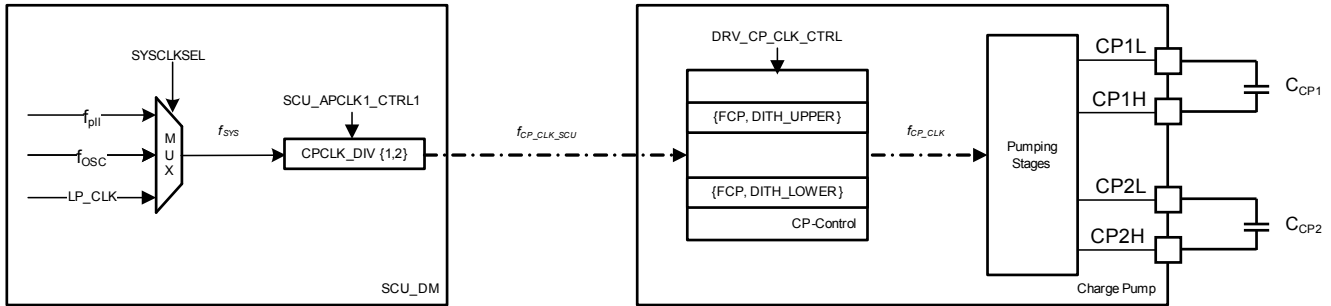 SYSCLKSEL
f_pll
f_OSC
LP_CLK
M
U
X
f_SYS
SCU_APCLK1_CTRL1
CPCLK_DIV {1,2}
SCU_DM
f_CP_CLK_SCU
DRV_CP_CLK_CTRL
{FCP, DITH_UPPER}
{FCP, DITH_LOWER}
CP-Control
f_CP_CLK
Pumping
Stages
CP1L
CP1H
CP2L
CP2H
Charge Pump
C_CP1
C_CP2